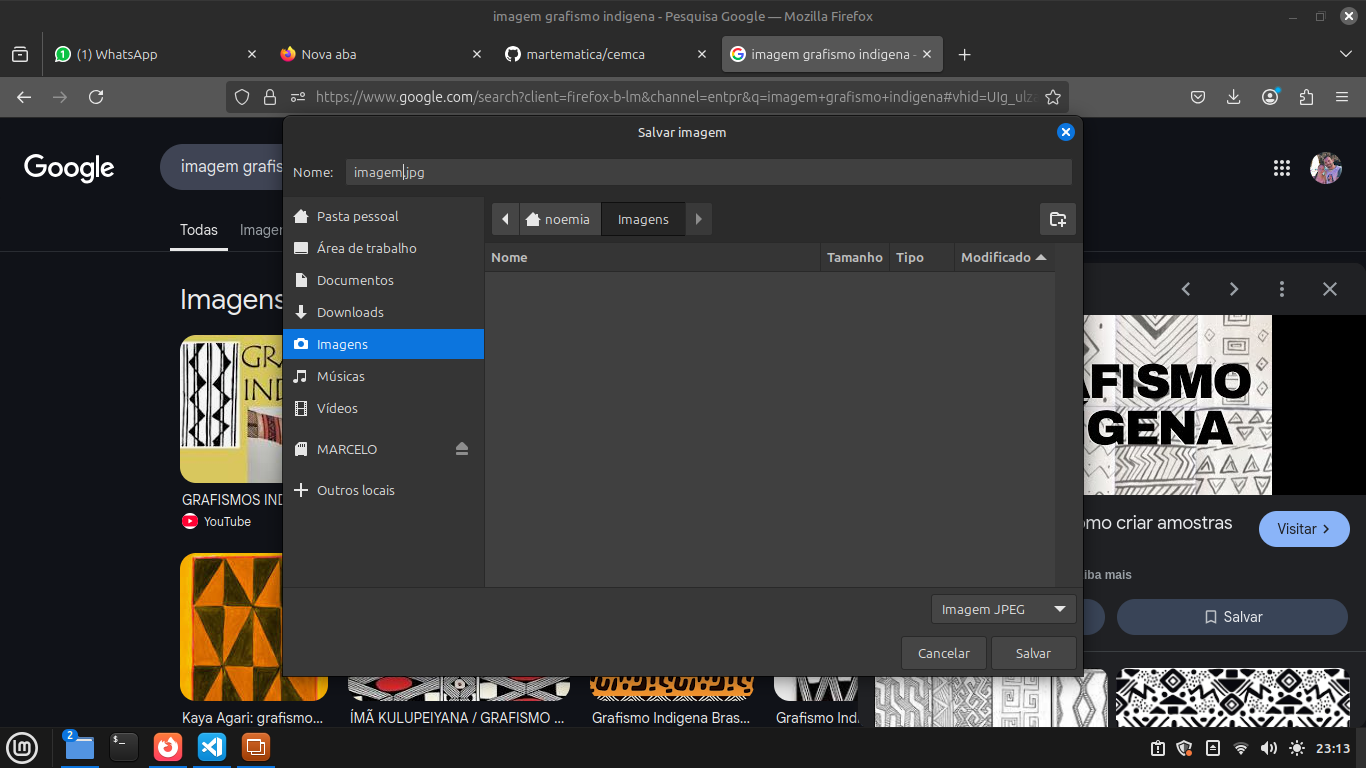 imagem grafismo indigena - Pesquisa Google — Mozilla Firefox
(1) WhatsApp
Nova aba
martematica/cemca
imagem grafismo indigena -
https://www.google.com/search?client=firefox-b-lm&channel=entpr&q=imagem+grafismo+indigena#vhid=UIg_ulz
Salvar imagem
Google
imagem grafis
Nome:
imagem.jpg
Todas
Imagen
Pasta pessoal
Área de trabalho
Documentos
Downloads
Imagens
Músicas
Vídeos
MARCELO
Outros locais
noemia
Imagens
Nome
Tamanho
Tipo
Modificado
Imagens
GRA
IND
GRAFISMOS IND
YouTube
AFISMO
GENA
omo criar amostras
Visitar
iba mais
Salvar
Imagem JPEG
Cancelar
Salvar
Kaya Agari: grafismo...
ÍMÃ KULUPEIYANA / GRAFISMO ...
Grafismo Indigena Bras...
Grafismo Ind.
2
$_
23:13